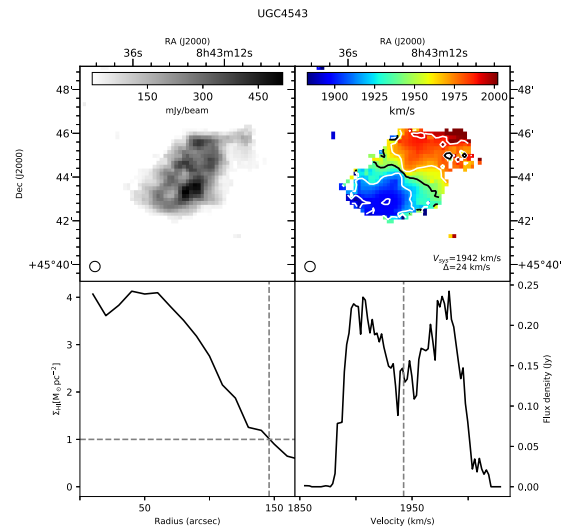 UGC4543
RA (J2000)
RA (J2000)
36s 8h43m12s
36s 8h43m12s
+45°40' 42' 44' 46' 48'
Dec (J2000)
150 300 450
mJy/beam
1900 1925 1950 1975 2000
km/s
V_sys=1942 km/s
Δ=24 km/s
+45°40' 42' 44' 46' 48'
4
3
2
1
0
Σ_HI[M_⊙pc⁻²]
50 150
Radius (arcsec)
1850 1950
Velocity (km/s)
0.25
0.20
0.15
0.10
0.05
0.00
Flux density (Jy)